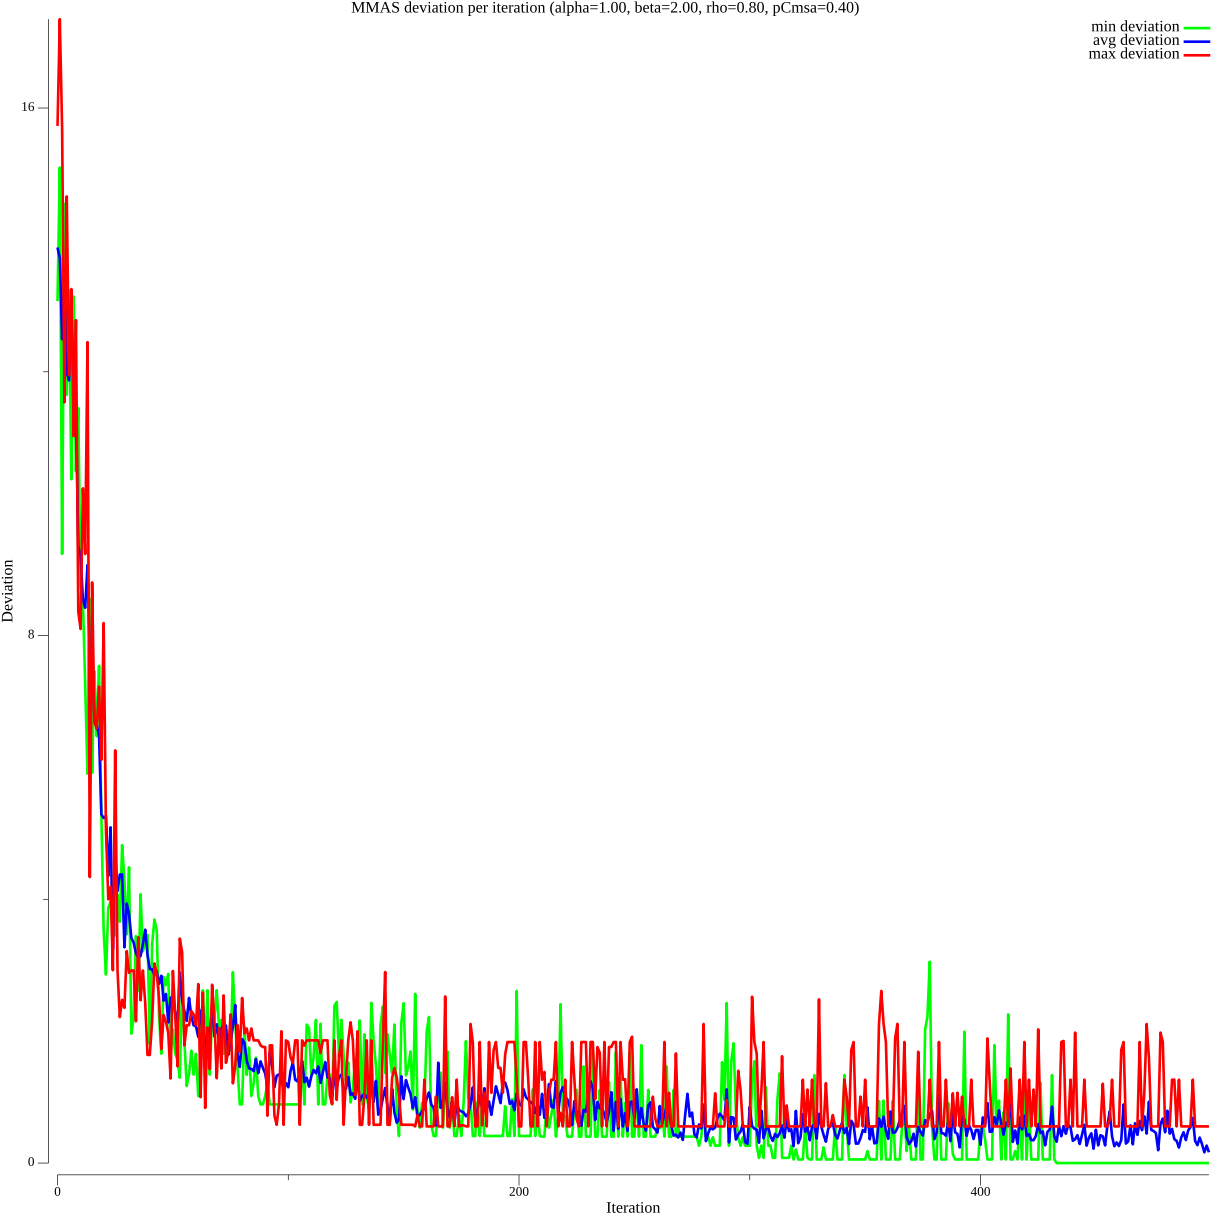 MMAS deviation per iteration (alpha=1.00, beta=2.00, rho=0.80, pCmsa=0.40)
min deviation
avg deviation
max deviation
16
8
0
Deviation
0
200
400
Iteration